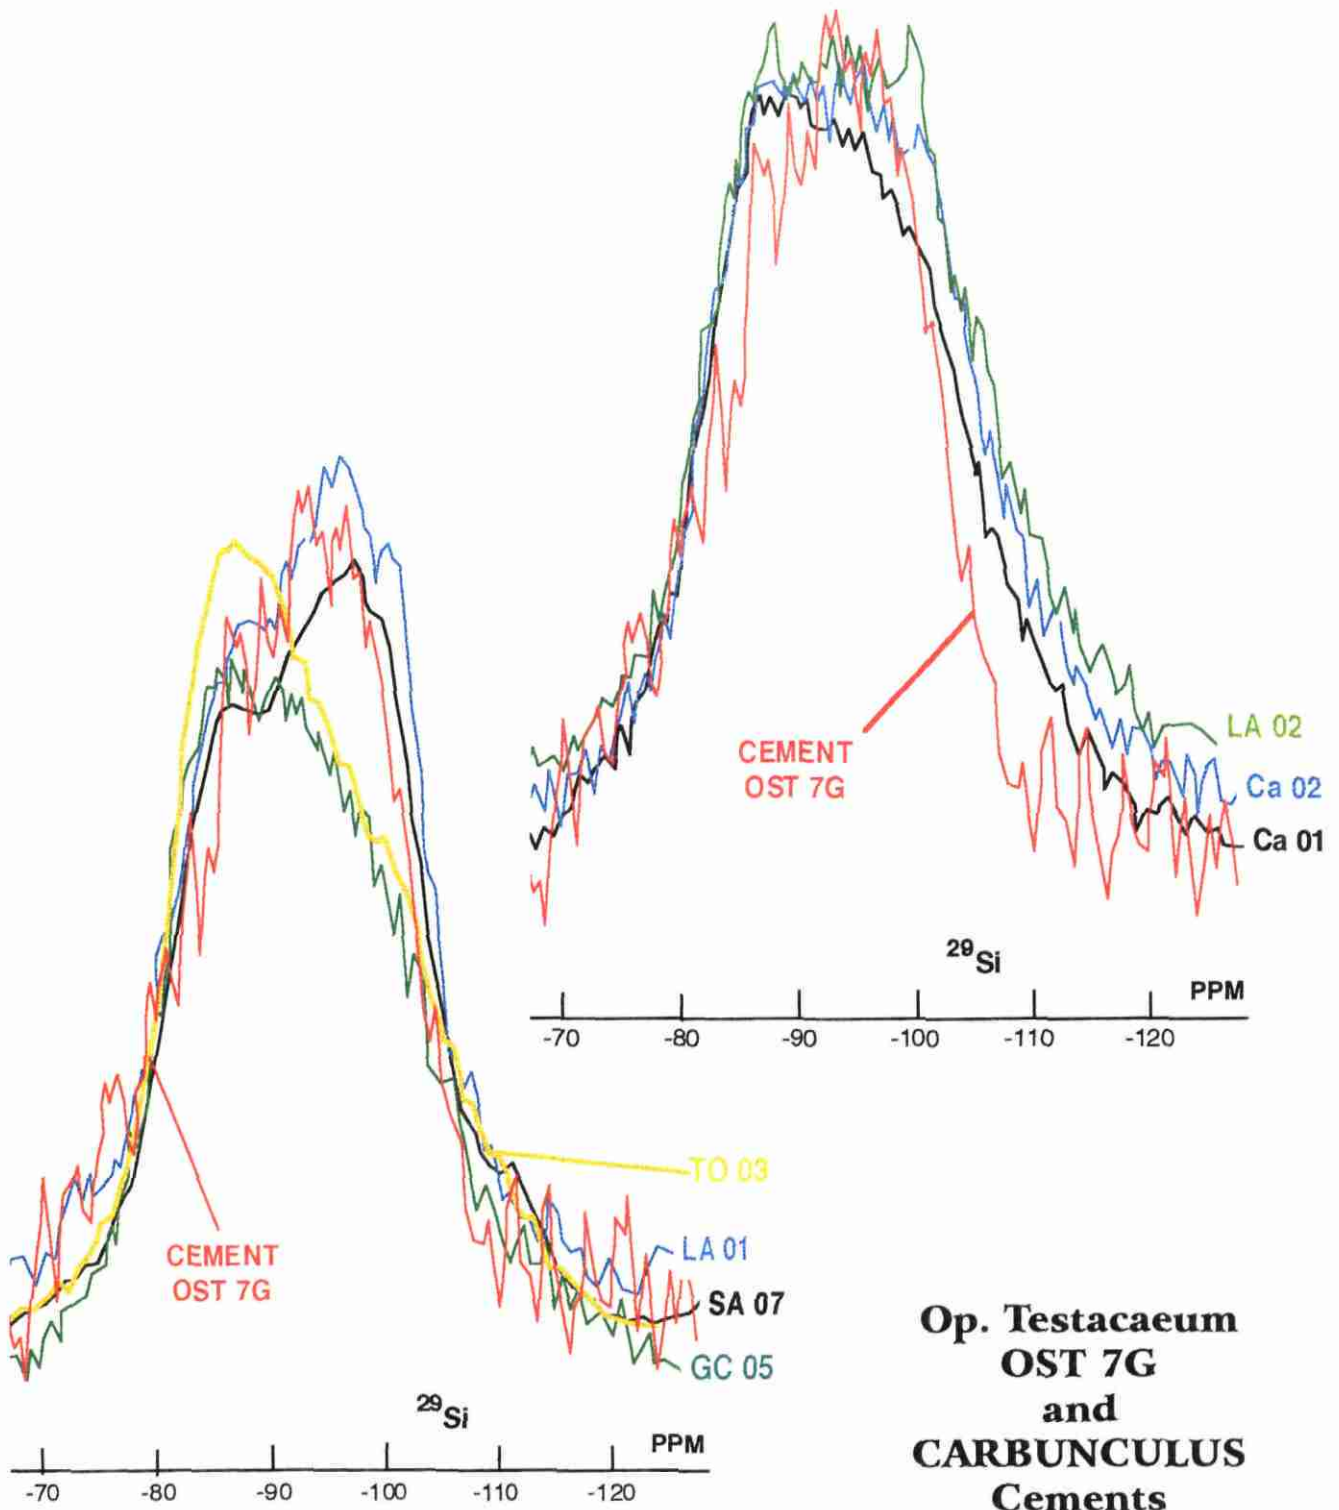 CEMENT
OST 7G
LA 02
Ca 02
Ca 01
29Si
PPM
-70 -80 -90 -100 -110 -120
CEMENT
OST 7G
TO 03
LA 01
SA 07
GC 05
29Si
PPM
-70 -80 -90 -100 -110 -120
Op. Testacaeum
OST 7G
and
CARBUNCULUS
Cements